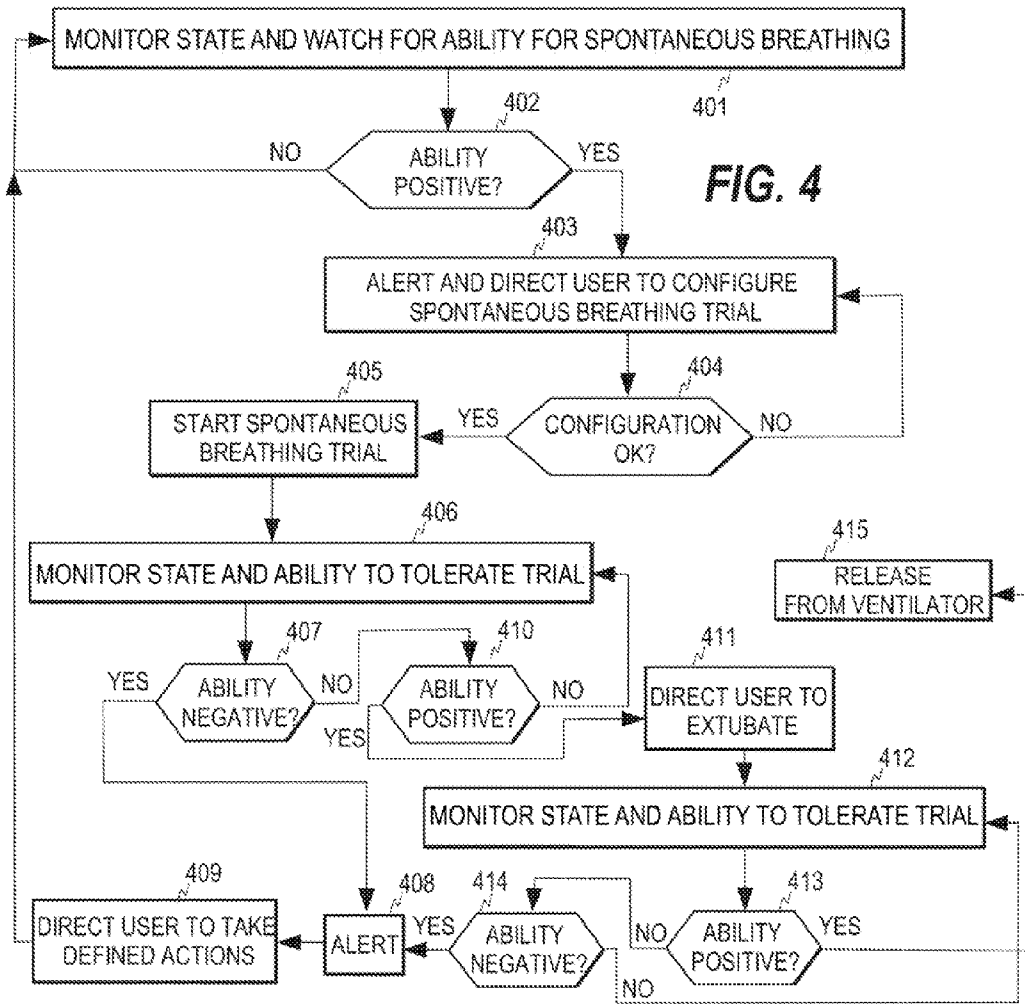 MONITOR STATE AND WATCH FOR ABILITY FOR SPONTANEOUS BREATHING
401
402
NO
ABILITY
POSITIVE?
YES
FIG. 4
403
ALERT AND DIRECT USER TO CONFIGURE
SPONTANEOUS BREATHING TRIAL
404
CONFIGURATION
OK?
YES
NO
405
START SPONTANEOUS
BREATHING TRIAL
406
MONITOR STATE AND ABILITY TO TOLERATE TRIAL
415
RELEASE
FROM VENTILATOR
407
YES
ABILITY
NEGATIVE?
NO
410
ABILITY
POSITIVE?
NO
YES
411
DIRECT USER TO
EXTUBATE
412
MONITOR STATE AND ABILITY TO TOLERATE TRIAL
409
DIRECT USER TO TAKE
DEFINED ACTIONS
408
ALERT
YES
414
ABILITY
NEGATIVE?
NO
NO
413
ABILITY
POSITIVE?
YES